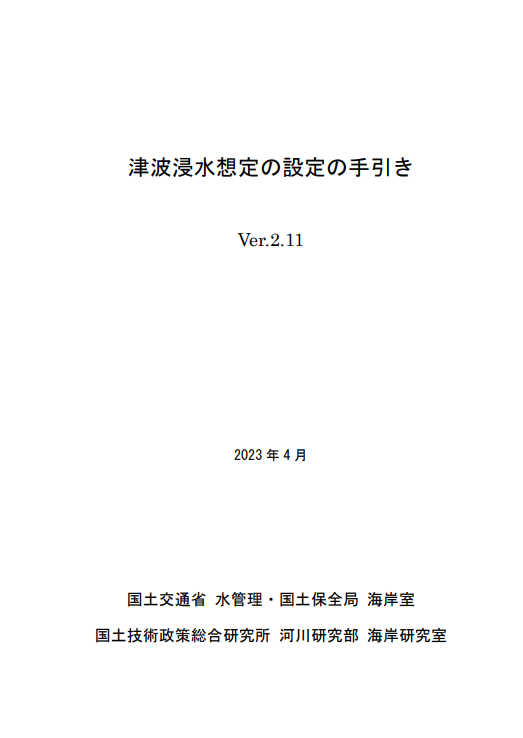 津波浸水想定の設定の手引き
Ver.2.11
2023 年 4 月
国土交通省 水管理・国土保全局 海岸室
国土技術政策総合研究所 河川研究部 海岸研究室